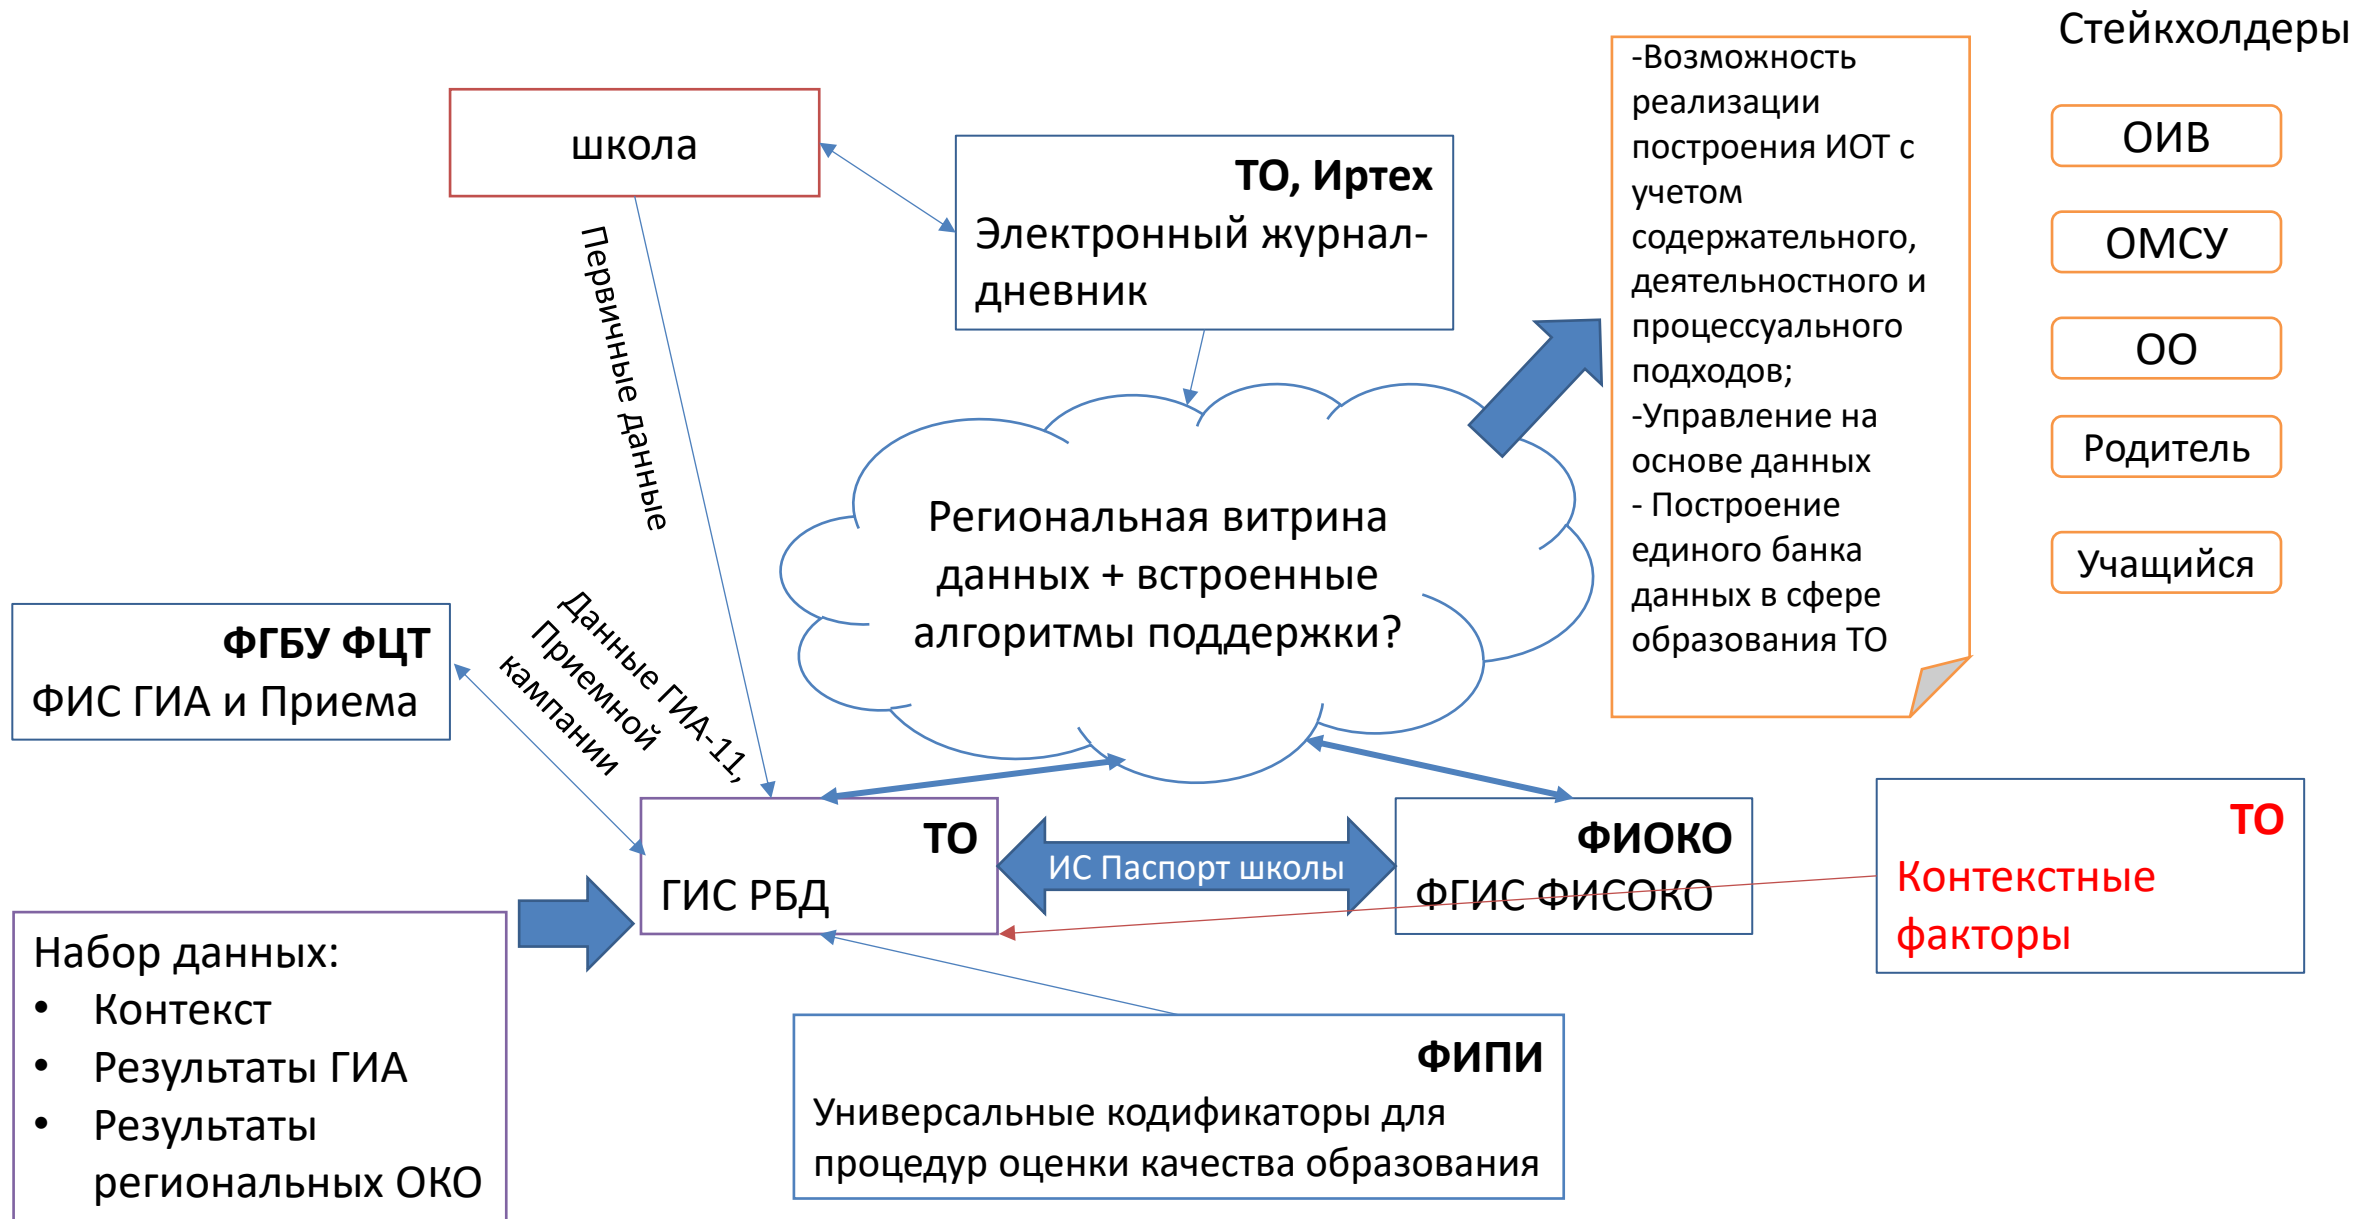 Стейкхолдеры
школа
ТО, Иртех
Электронный журнал-
дневник
-Возможность
реализации
построения ИОТ с
учетом
содержательного,
деятельностного и
процессуального
подходов;
-Управление на
основе данных
- Построение
единого банка
данных в сфере
образования ТО
ОИВ
ОМСУ
ОО
Родитель
Учащийся
Первичные данные
Региональная витрина
данных + встроенные
алгоритмы поддержки?
ФГБУ ФЦТ
ФИС ГИА и Приема
Данные ГИА-11,
Приемной
кампании
ТО
ГИС РБД
ИС Паспорт школы
ФИОКО
ФГИС ФИСОКО
ТО
Контекстные
факторы
Набор данных:
• Контекст
• Результаты ГИА
• Результаты
региональных ОКО
ФИПИ
Универсальные кодификаторы для
процедур оценки качества образования